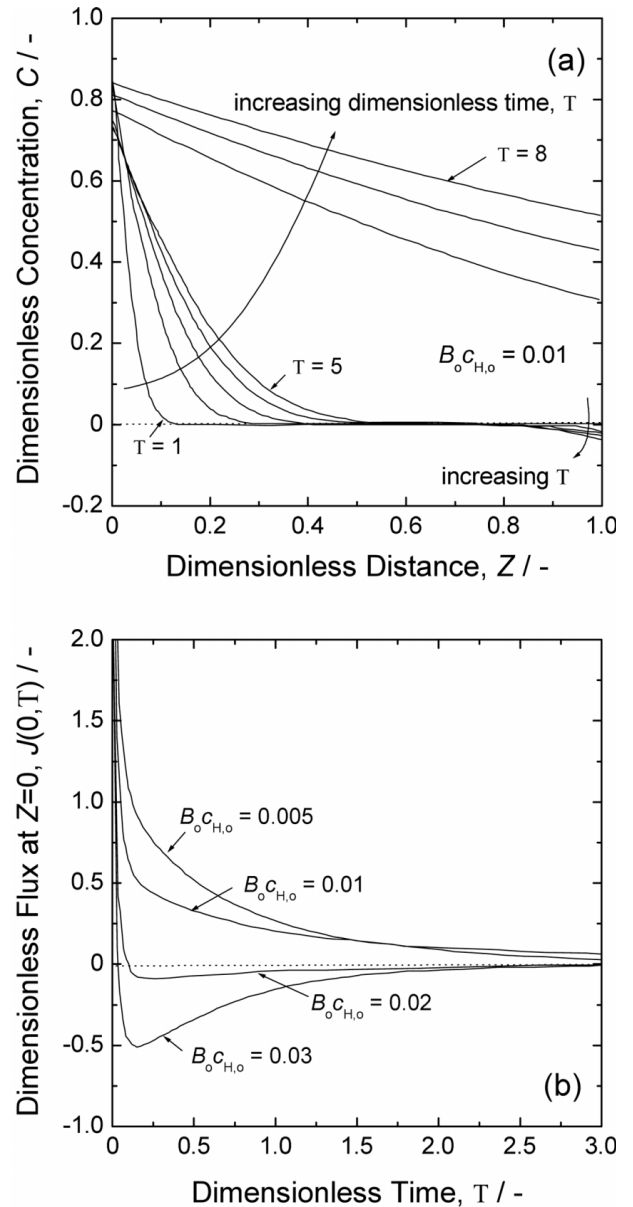 1.0
0.8
0.6
0.4
0.2
0
-0.2
Dimensionless Concentration, C / -
(a)
increasing dimensionless time, T
T = 8
BₒcH,ₒ = 0.01
T = 5
T = 1
increasing T
0 0.2 0.4 0.6 0.8 1.0
Dimensionless Distance, Z / -
2.0
1.5
1.0
0.5
0
-0.5
-1.0
Dimensionless Flux at Z=0, J(0,T) / -
BₒcH,ₒ = 0.005
BₒcH,ₒ = 0.01
BₒcH,ₒ = 0.02
BₒcH,ₒ = 0.03
(b)
0 0.5 1.0 1.5 2.0 2.5 3.0
Dimensionless Time, T / -